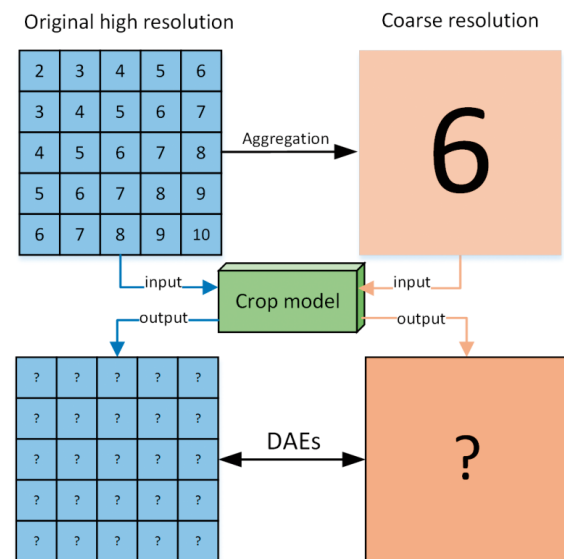 Original high resolution
Coarse resolution
2 3 4 5 6
3 4 5 6 7
4 5 6 7 8
5 6 7 8 9
6 7 8 9 10
Aggregation
6
input
input
Crop model
output
output
? ? ? ? ?
? ? ? ? ?
? ? ? ? ?
? ? ? ? ?
? ? ? ? ?
DAEs
?